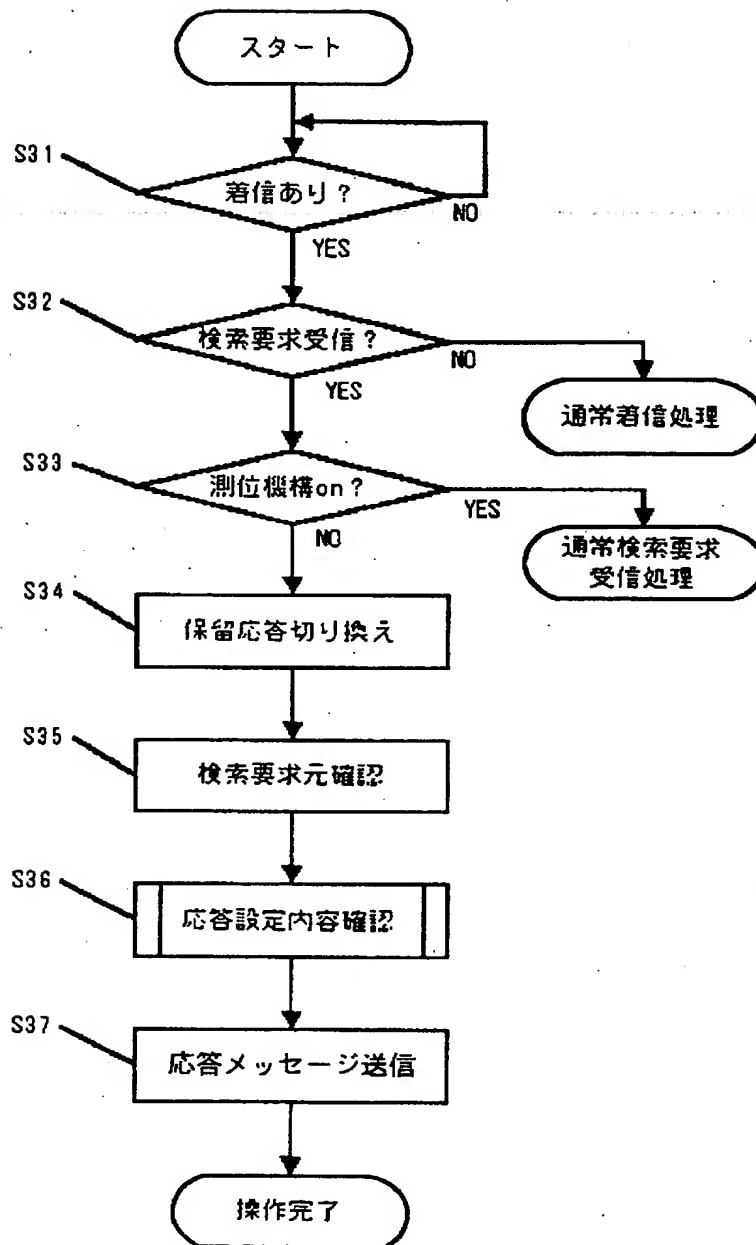 スタート
S31
着信あり？
NO
YES
S32
検索要求受信？
NO
YES
通常着信処理
S33
測位機構on？
YES
NO
通常検索要求
受信処理
S34
保留応答切り換え
S35
検索要求元確認
S36
応答設定内容確認
S37
応答メッセージ送信
操作完了